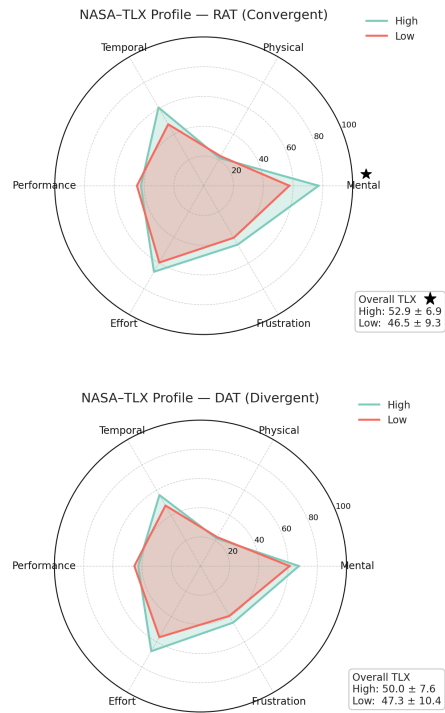 NASA–TLX Profile — RAT (Convergent)
High
Low
Temporal
Physical
100
80
60
40
20
Performance
Mental
Effort
Frustration
Overall TLX
High: 52.9 ± 6.9
Low: 46.5 ± 9.3
NASA–TLX Profile — DAT (Divergent)
High
Low
Temporal
Physical
100
80
60
40
20
Performance
Mental
Effort
Frustration
Overall TLX
High: 50.0 ± 7.6
Low: 47.3 ± 10.4